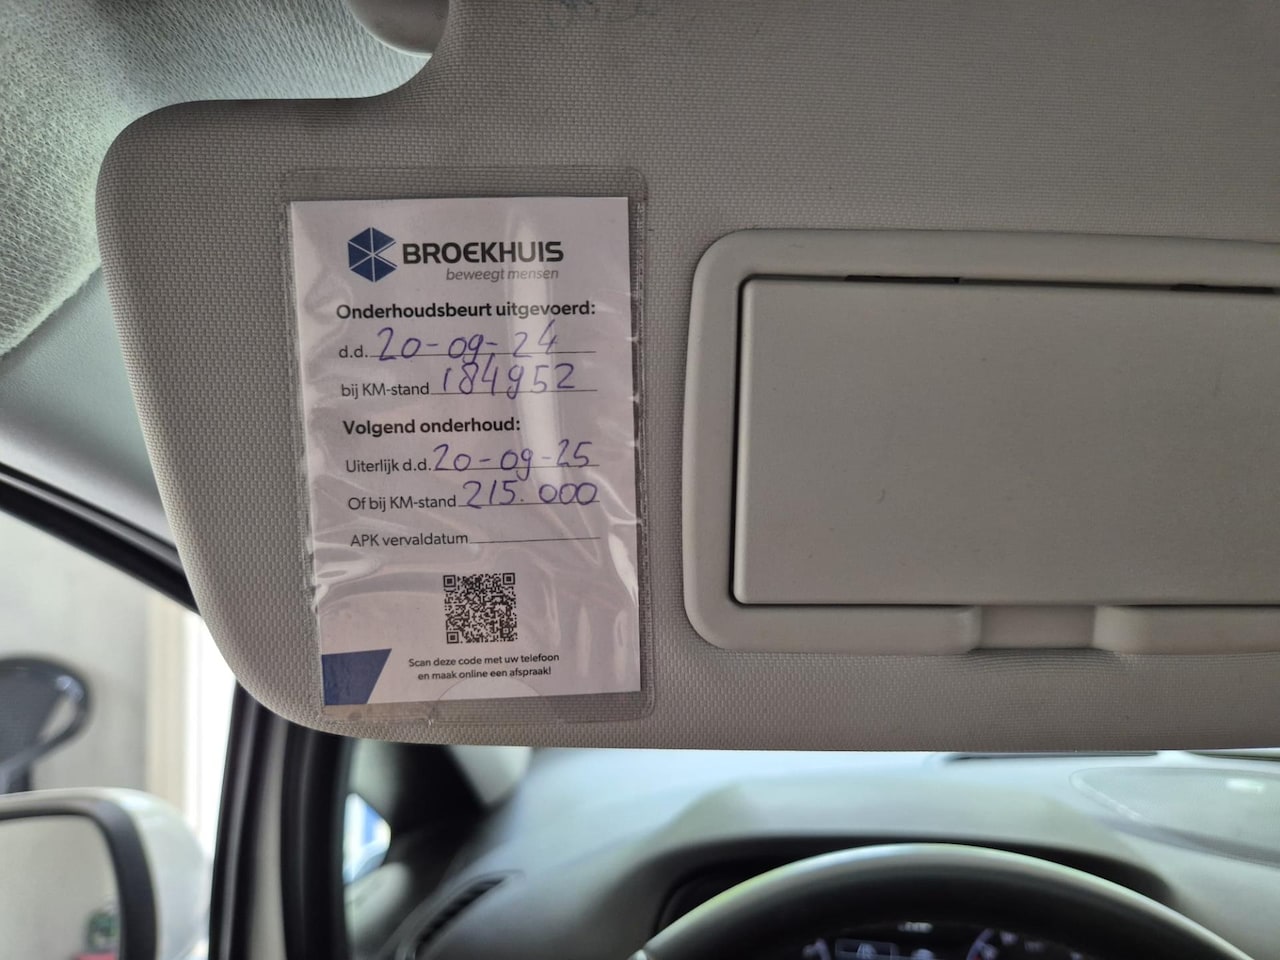 BROEKHUIS
beweegt mensen
Onderhoudsbeurt uitgevoerd:
d.d. 20-09-24
bij KM-stand 184952
Volgend onderhoud:
Uiterlijk d.d. 20-09-25
Of bij KM-stand 215.000
APK vervaldatum
Scan deze code met uw telefoon
en maak online een afspraak!